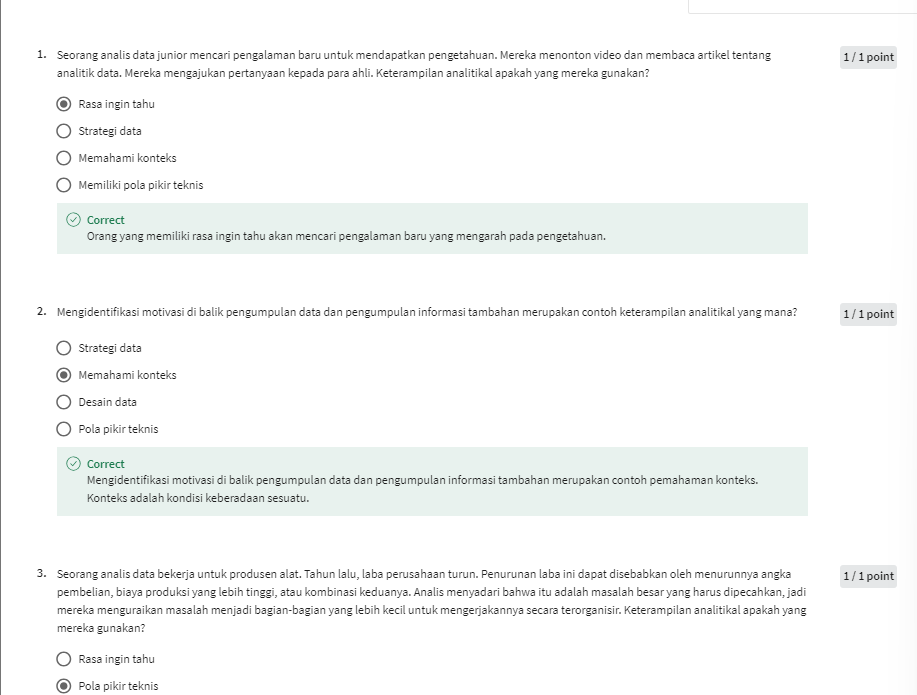 1. Seorang analis data junior mencari pengalaman baru untuk mendapatkan pengetahuan. Mereka menonton video dan membaca artikel tentang
analitik data. Mereka mengajukan pertanyaan kepada para ahli. Keterampilan analitikal apakah yang mereka gunakan?
1 / 1 point
Rasa ingin tahu
Strategi data
Memahami konteks
Memiliki pola pikir teknis
Correct
Orang yang memiliki rasa ingin tahu akan mencari pengalaman baru yang mengarah pada pengetahuan.
2. Mengidentifikasi motivasi di balik pengumpulan data dan pengumpulan informasi tambahan merupakan contoh keterampilan analitikal yang mana?
1 / 1 point
Strategi data
Memahami konteks
Desain data
Pola pikir teknis
Correct
Mengidentifikasi motivasi di balik pengumpulan data dan pengumpulan informasi tambahan merupakan contoh pemahaman konteks.
Konteks adalah kondisi keberadaan sesuatu.
3. Seorang analis data bekerja untuk produsen alat. Tahun lalu, laba perusahaan turun. Penurunan laba ini dapat disebabkan oleh menurunnya angka
pembelian, biaya produksi yang lebih tinggi, atau kombinasi keduanya. Analis menyadari bahwa itu adalah masalah besar yang harus dipecahkan, jadi
mereka menguraikan masalah menjadi bagian-bagian yang lebih kecil untuk mengerjakannya secara terorganisir. Keterampilan analitikal apakah yang
mereka gunakan?
1 / 1 point
Rasa ingin tahu
Pola pikir teknis